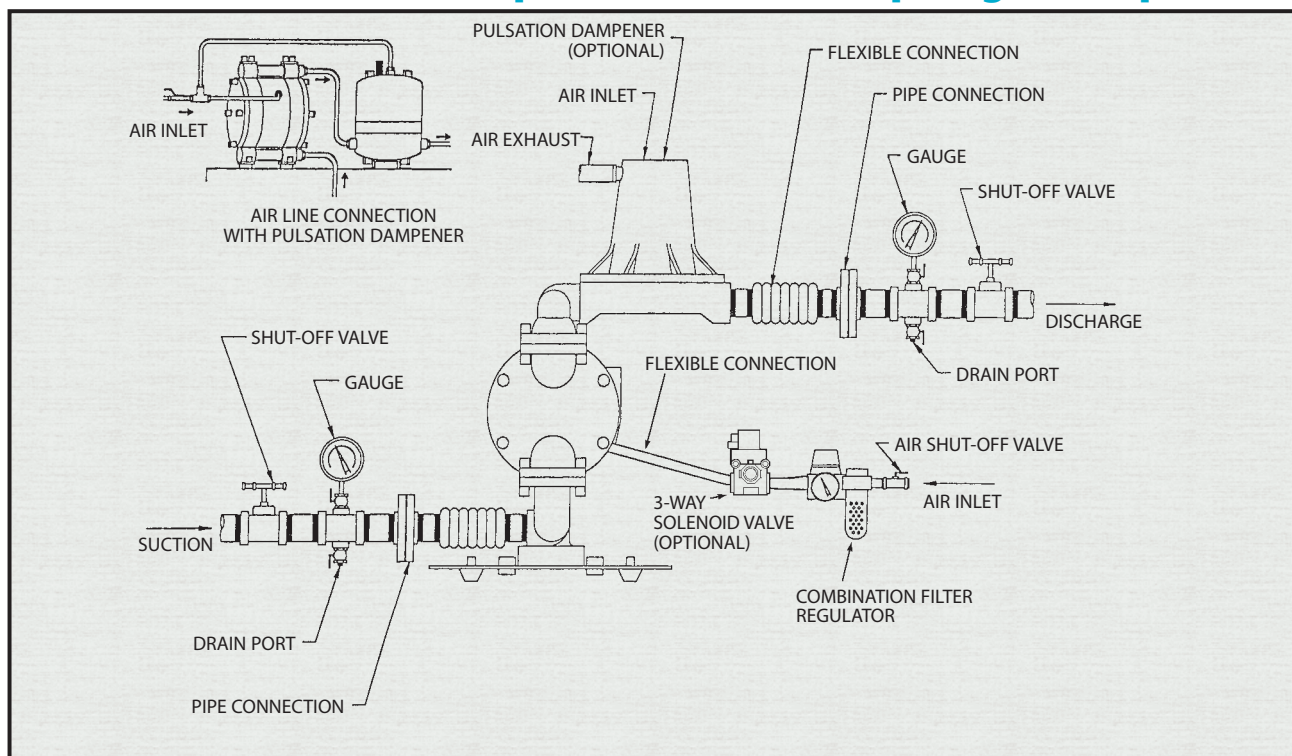 AIR INLET
AIR LINE CONNECTION
WITH PULSATION DAMPENER
PULSATION DAMPENER
(OPTIONAL)
AIR INLET
AIR EXHAUST
FLEXIBLE CONNECTION
PIPE CONNECTION
GAUGE
SHUT-OFF VALVE
DISCHARGE
DRAIN PORT
SHUT-OFF VALVE
GAUGE
FLEXIBLE CONNECTION
AIR SHUT-OFF VALVE
AIR INLET
3-WAY
SOLENOID VALVE
(OPTIONAL)
COMBINATION FILTER
REGULATOR
SUCTION
DRAIN PORT
PIPE CONNECTION